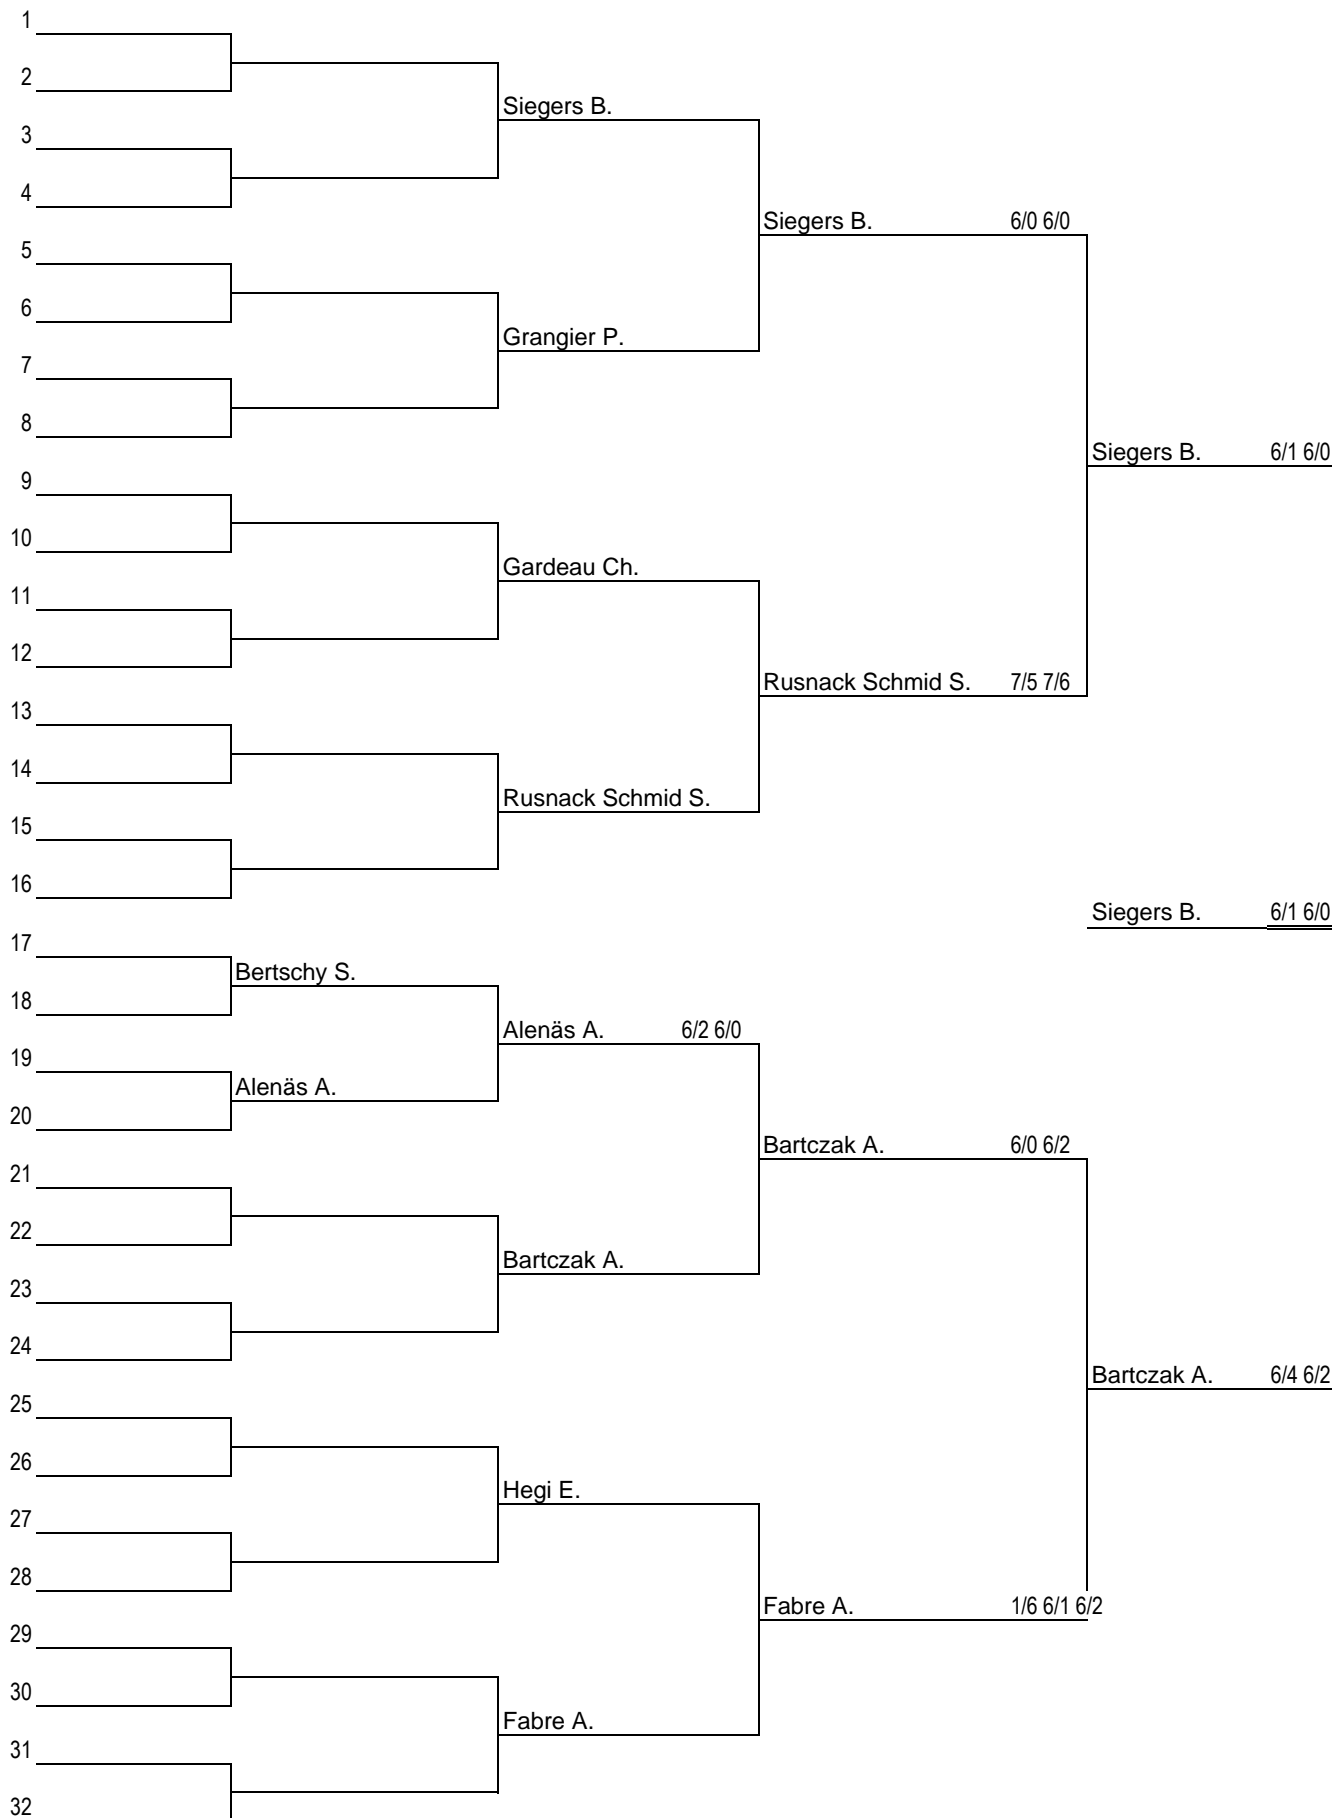 1
2
Siegers B.
3
4
Siegers B. 6/0 6/0
5
6
Grangier P.
7
8
Siegers B. 6/1 6/0
9
10
Gardeau Ch.
11
12
Rusnack Schmid S. 7/5 7/6
13
14
Rusnack Schmid S.
15
16
Siegers B. 6/1 6/0
17
Bertschy S.
18
Alenäs A. 6/2 6/0
19
Alenäs A.
20
Bartczak A. 6/0 6/2
21
22
Bartczak A.
23
24
Bartczak A. 6/4 6/2
25
26
Hegi E.
27
28
Fabre A. 1/6 6/1 6/2
29
30
Fabre A.
31
32